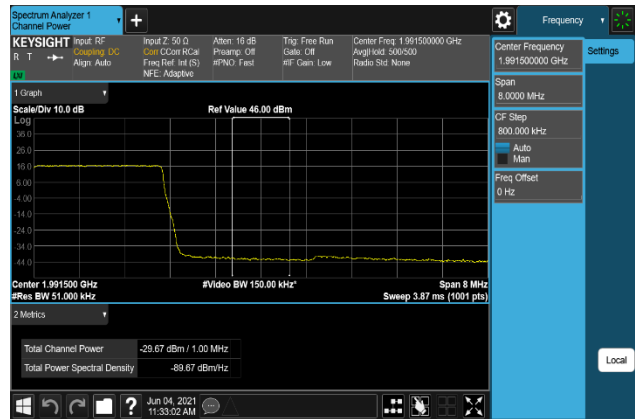 Spectrum Analyzer 1
Channel Power
Frequency
KEYSIGHT
R T
LW
Input: RF
Coupling: DC
Align: Auto
Input Z: 50 Ω
Corr CCorr RCal
Freq Ref: Int (S)
NFE: Adaptive
Atten: 16 dB
Preamp: Off
#PNO: Fast
Trig: Free Run
Gate: Off
#IF Gain: Low
Center Freq: 1.991500000 GHz
Avg|Hold: 500/500
Radio Std: None
Center Frequency
1.991500000 GHz
Settings
Span
8.0000 MHz
CF Step
800.000 kHz
Auto
Man
Freq Offset
0 Hz
1 Graph
Scale/Div 10.0 dB
Ref Value 46.00 dBm
Log
36.0
26.0
16.0
6.00
-4.00
-14.0
-24.0
-34.0
-44.0
Center 1.991500 GHz
#Video BW 150.00 kHz*
Span 8 MHz
#Res BW 51.000 kHz
Sweep 3.87 ms (1001 pts)
2 Metrics
Total Channel Power
-29.67 dBm / 1.00 MHz
Total Power Spectral Density
-89.67 dBm/Hz
Local
?
Jun 04, 2021
11:33:02 AM